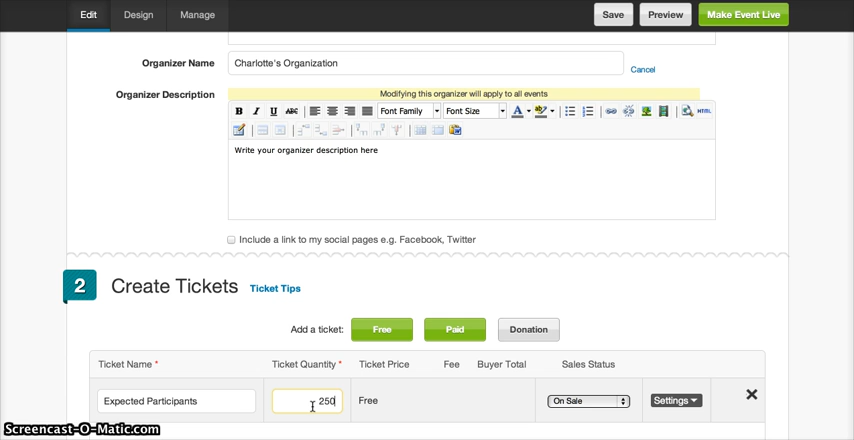 Edit Design Manage Save Preview Make Event Live
Organizer Name Charlotte's Organization Cancel
Organizer Description Modifying this organizer will apply to all events
B I U ABC Font Family Font Size A ab HTML
Write your organizer description here
Include a link to my social pages e.g. Facebook, Twitter
2 Create Tickets Ticket Tips
Add a ticket: Free Paid Donation
Ticket Name * Ticket Quantity * Ticket Price Fee Buyer Total Sales Status
Expected Participants 250 Free On Sale Settings
Screencast-O-Matic.com